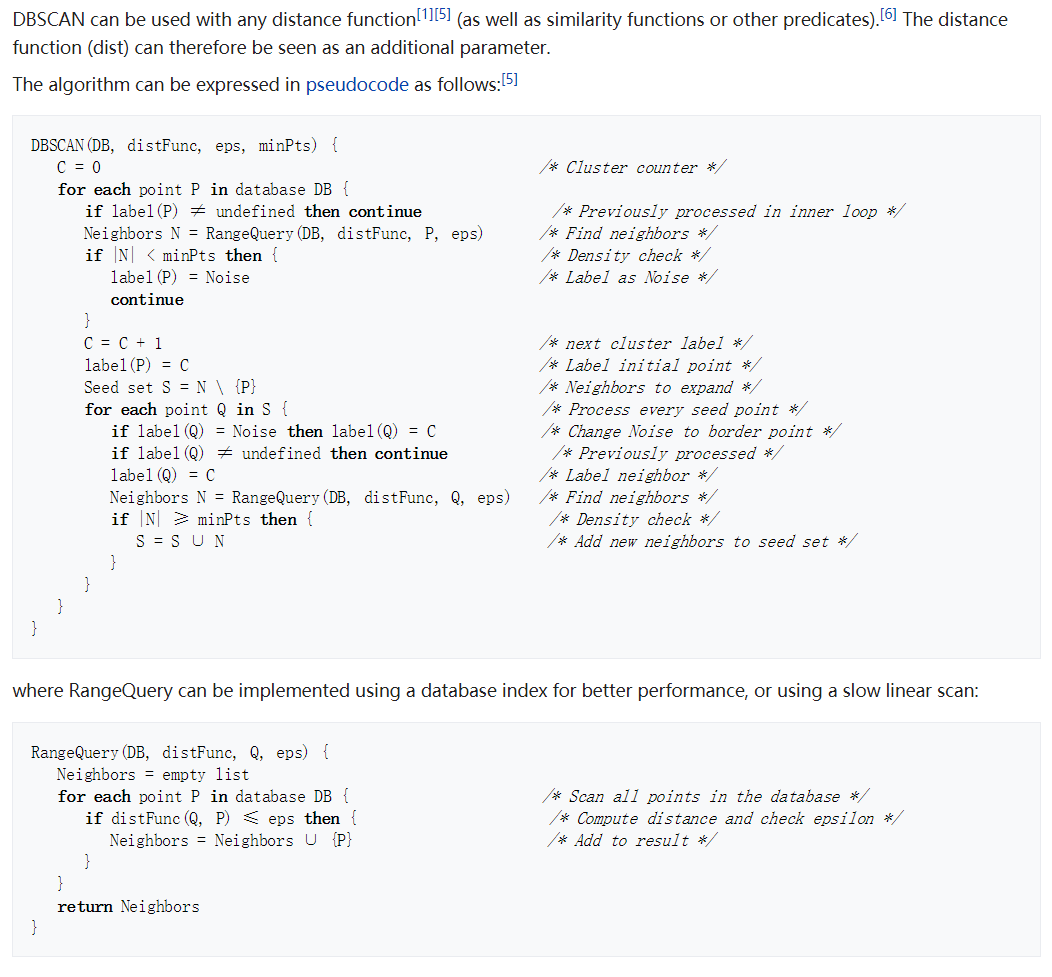 DBSCAN can be used with any distance function[1][5] (as well as similarity functions or other predicates).[6] The distance
function (dist) can therefore be seen as an additional parameter.
The algorithm can be expressed in pseudocode as follows:[5]
DBSCAN(DB, distFunc, eps, minPts) {
C = 0 /* Cluster counter */
for each point P in database DB {
if label(P) ≠ undefined then continue /* Previously processed in inner loop */
Neighbors N = RangeQuery(DB, distFunc, P, eps) /* Find neighbors */
if |N| < minPts then { /* Density check */
label(P) = Noise /* Label as Noise */
continue
}
C = C + 1 /* next cluster label */
label(P) = C /* Label initial point */
Seed set S = N \ {P} /* Neighbors to expand */
for each point Q in S { /* Process every seed point */
if label(Q) = Noise then label(Q) = C /* Change Noise to border point */
if label(Q) ≠ undefined then continue /* Previously processed */
label(Q) = C /* Label neighbor */
Neighbors N = RangeQuery(DB, distFunc, Q, eps) /* Find neighbors */
if |N| ≥ minPts then { /* Density check */
S = S ∪ N /* Add new neighbors to seed set */
}
}
}
}
where RangeQuery can be implemented using a database index for better performance, or using a slow linear scan:
RangeQuery(DB, distFunc, Q, eps) {
Neighbors = empty list
for each point P in database DB { /* Scan all points in the database */
if distFunc(Q, P) ≤ eps then { /* Compute distance and check epsilon */
Neighbors = Neighbors ∪ {P} /* Add to result */
}
}
return Neighbors
}